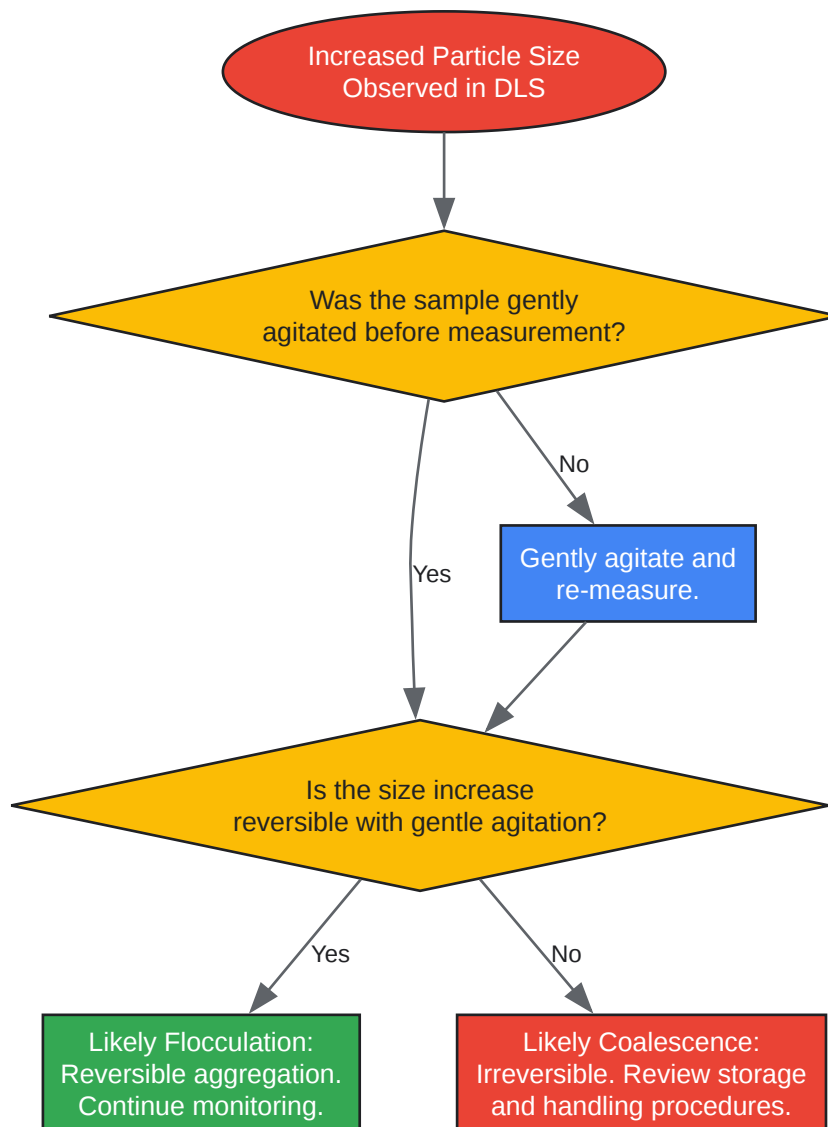 Increased Particle Size
Observed in DLS
Was the sample gently
agitated before measurement?
No
Gently agitate and
re-measure.
Yes
Is the size increase
reversible with gentle agitation?
Yes
No
Likely Flocculation:
Reversible aggregation.
Continue monitoring.
Likely Coalescence:
Irreversible. Review storage
and handling procedures.